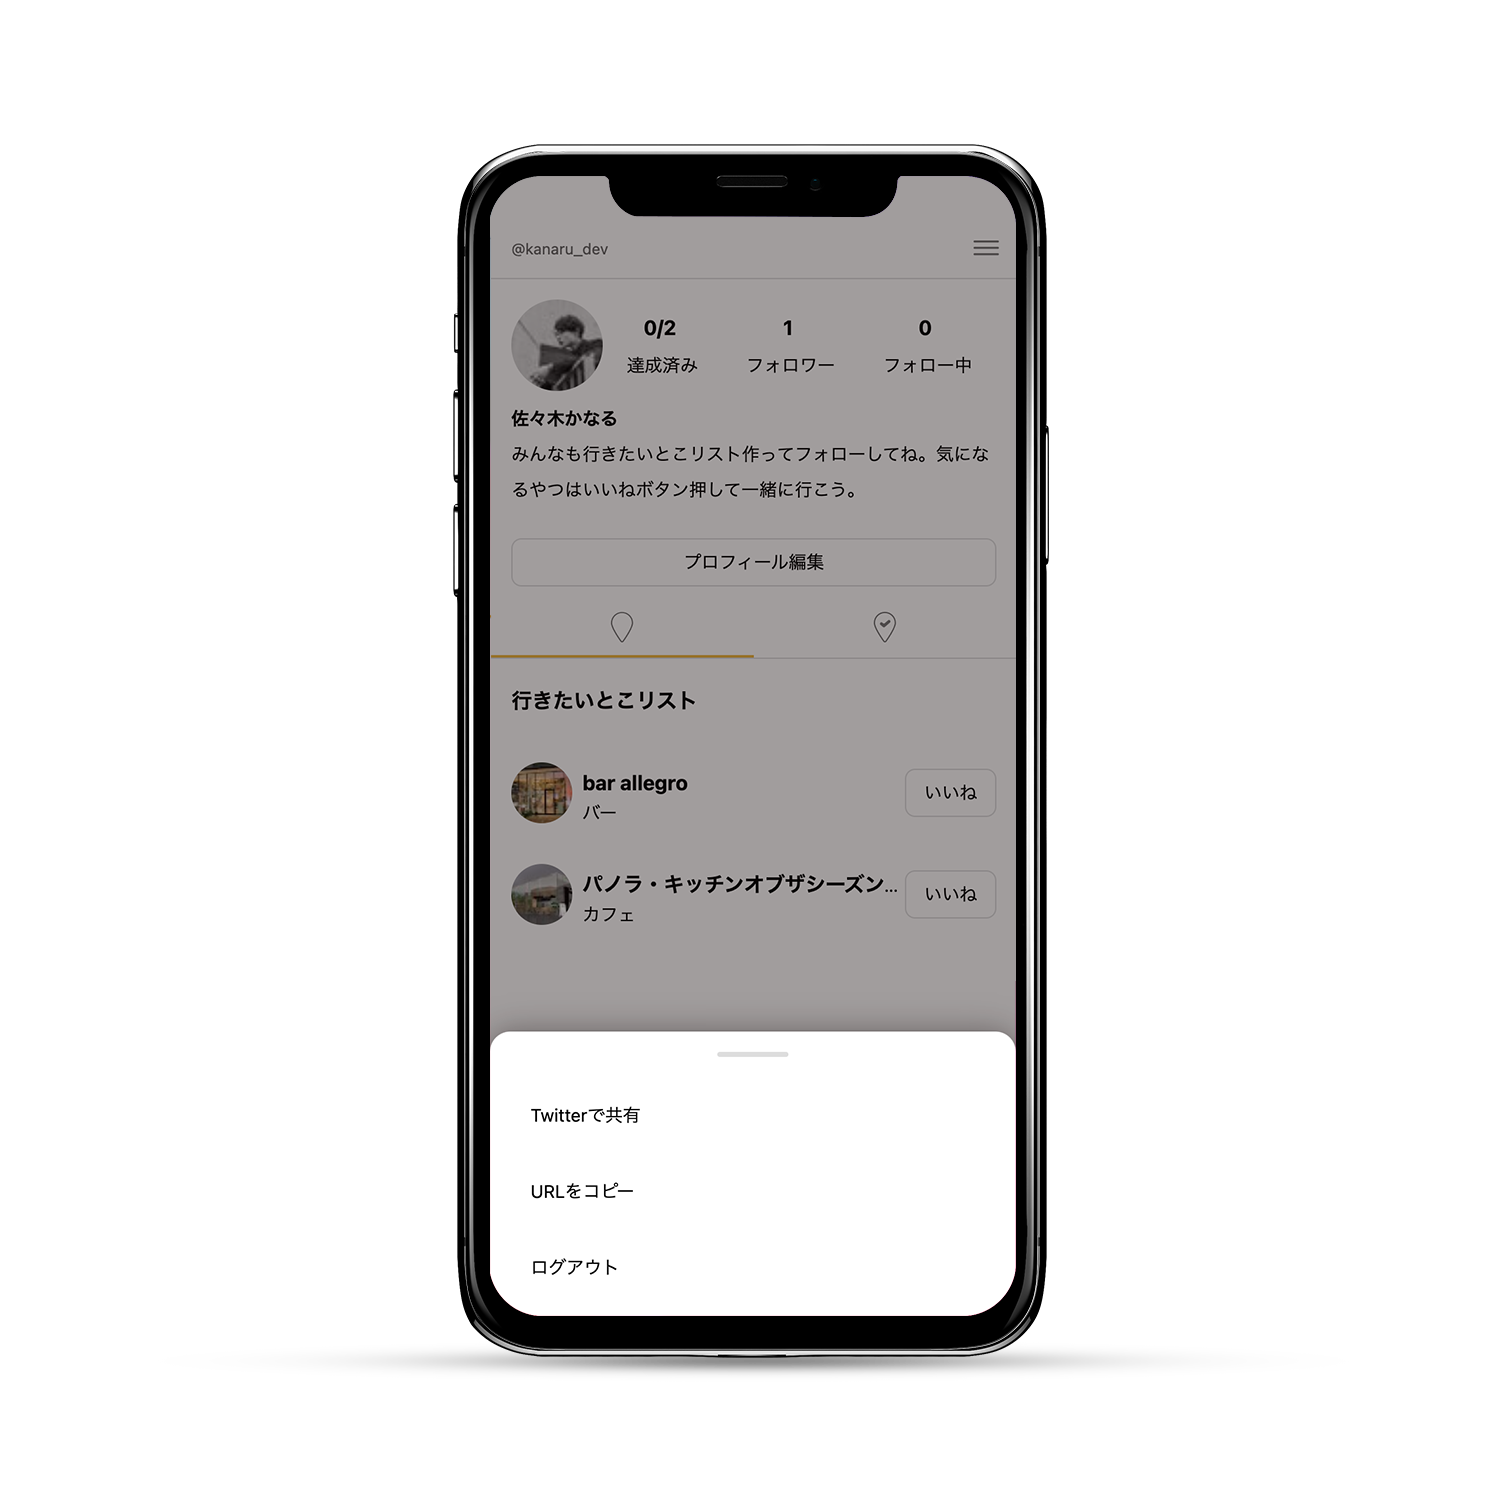 @kanaru_dev
0/2
1
0
達成済み
フォロワー
フォロー中
佐々木かなる
みんなも行きたいとこリスト作ってフォローしてね。気にな
るやつはいいねボタン押して一緒に行こう。
プロフィール編集
行きたいとこリスト
bar allegro
バー
いいね
パノラ・キッチンオブザシーズン...
カフェ
いいね
Twitterで共有
URLをコピー
ログアウト